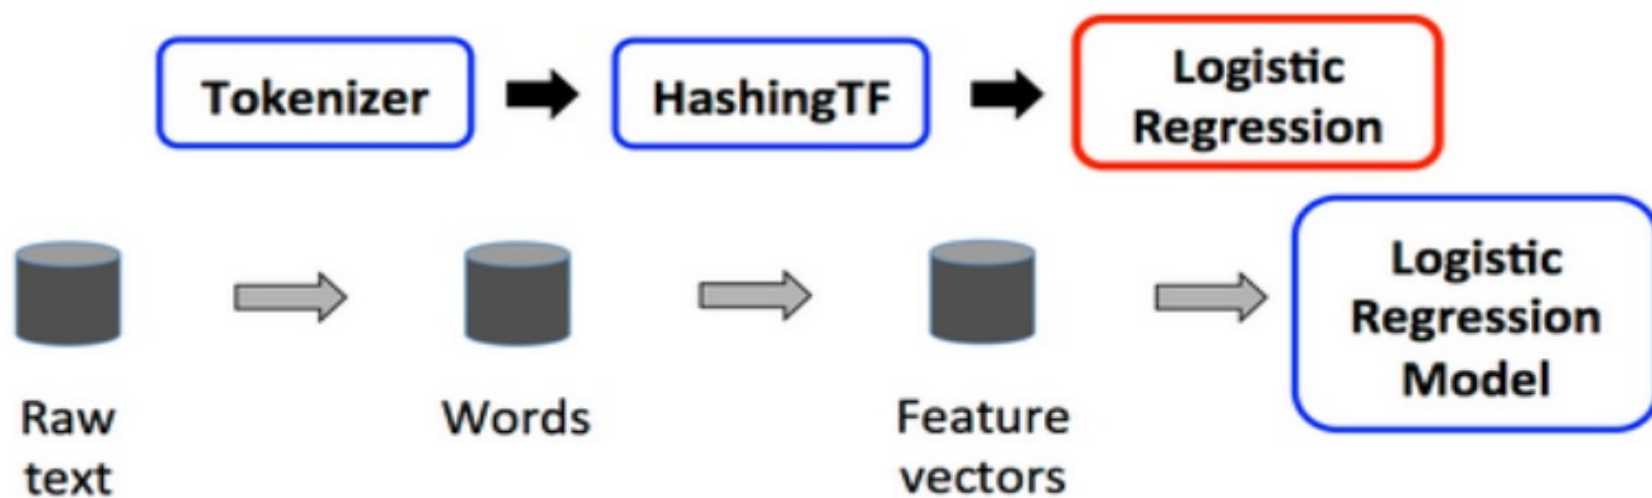 Tokenizer
HashingTF
Logistic
Regression
Raw
text
Words
Feature
vectors
Logistic
Regression
Model